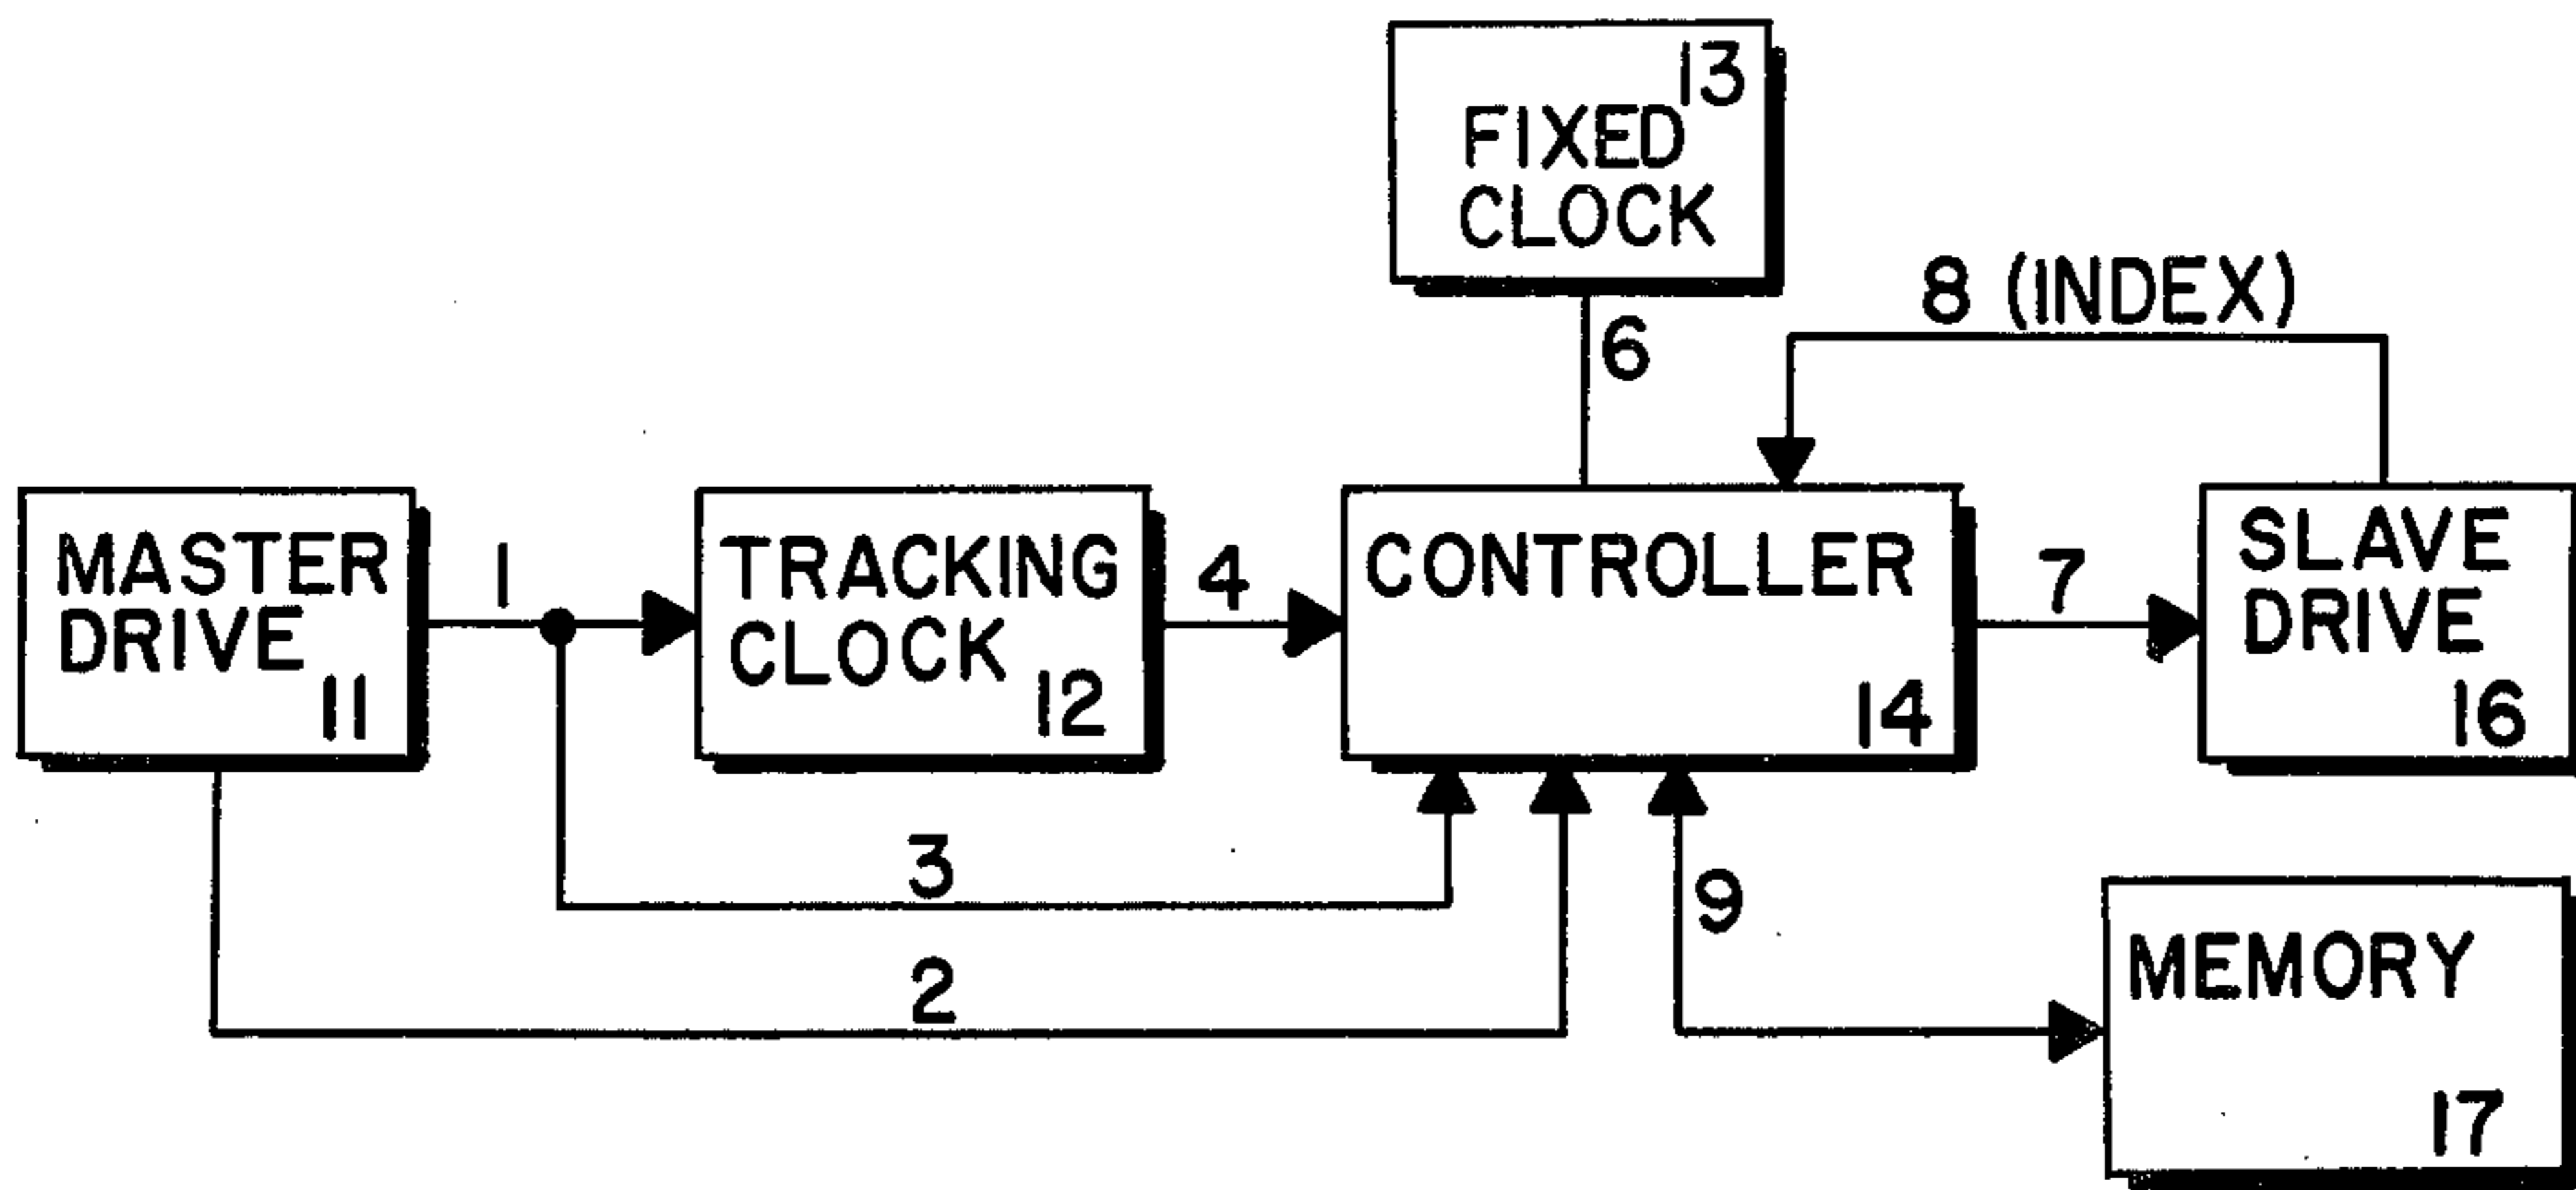 13
FIXED
CLOCK
8 (INDEX)
6
MASTER
DRIVE
11
1
TRACKING
CLOCK
12
4
CONTROLLER
14
7
SLAVE
DRIVE
16
3
2
9
MEMORY
17